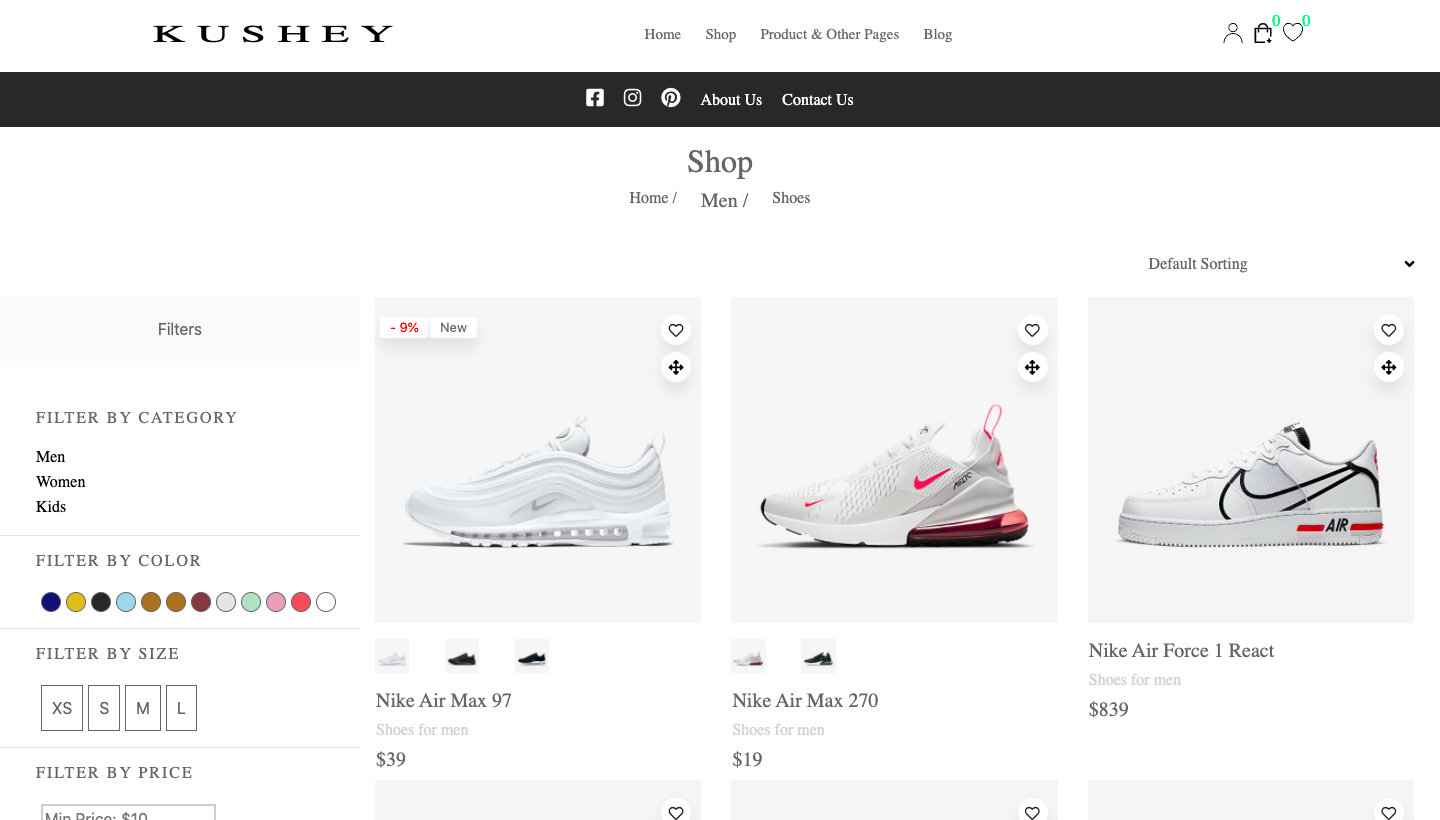 KUSHEY
Home Shop Product & Other Pages Blog
0 0
About Us Contact Us
Shop
Home / Men / Shoes
Default Sorting
Filters
FILTER BY CATEGORY
Men
Women
Kids
FILTER BY COLOR
FILTER BY SIZE
XS S M L
FILTER BY PRICE
Min Price: $10
- 9% New
AIR
Nike Air Max 97
Shoes for men
$39
Nike Air Max 270
Shoes for men
$19
Nike Air Force 1 React
Shoes for men
$839